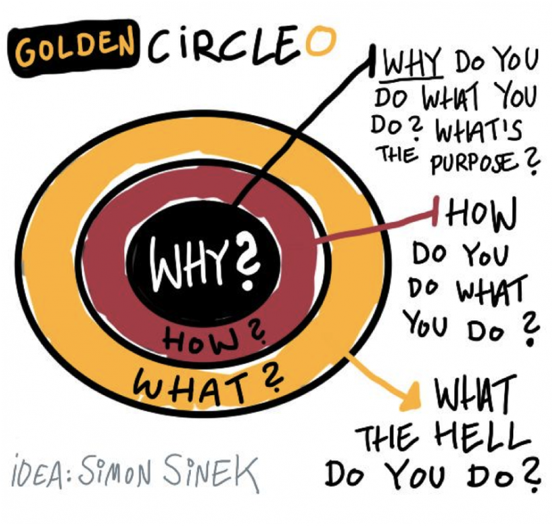 GOLDEN CIRCLE
WHY DO YOU
DO WHAT YOU
DO? WHAT'S
THE PURPOSE?
WHY?
HOW
DO YOU
DO WHAT
YOU DO?
HOW?
WHAT?
WHAT
THE HELL
DO YOU DO?
iDEA: SiMON SiNEK